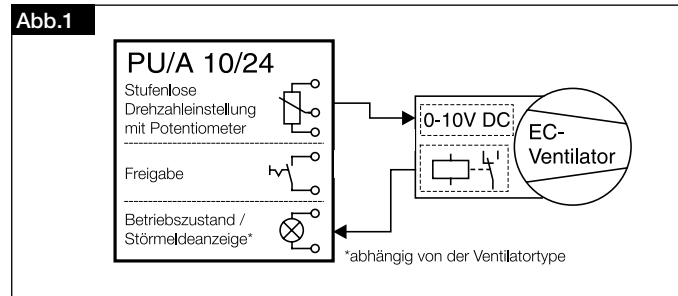 Abb.1
PU/A 10/24
Stufenlose
Drehzahleinstellung
mit Potentiometer
Freigabe
Betriebszustand /
Störmeldeanzeige*
0-10V DC
EC-
Ventilator
*abhängig von der Ventilatortype